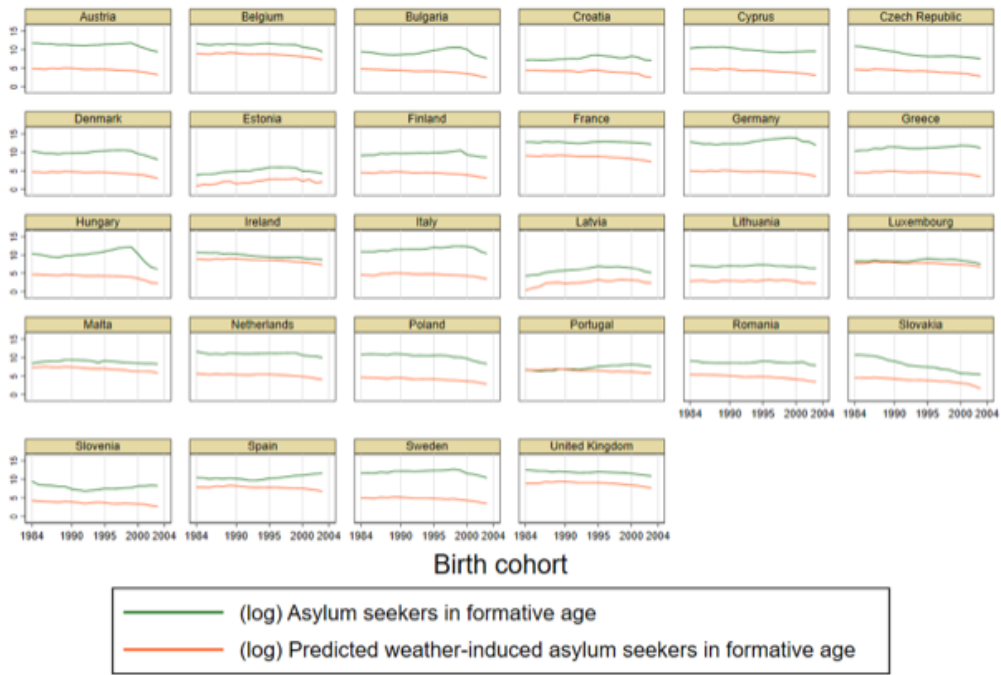 Austria Belgium Bulgaria Croatia Cyprus Czech Republic
0 5 10 15
Denmark Estonia Finland France Germany Greece
0 5 10 15
Hungary Ireland Italy Latvia Lithuania Luxembourg
0 5 10 15
Malta Netherlands Poland Portugal Romania Slovakia
0 5 10 15
1984 1990 1995 2000 2004 1984 1990 1995 2000 2004
Slovenia Spain Sweden United Kingdom
0 5 10 15
1984 1990 1995 2000 2004 1984 1990 1995 2000 2004 1984 1990 1995 2000 2004 1984 1990 1995 2000 2004
Birth cohort
(log) Asylum seekers in formative age
(log) Predicted weather-induced asylum seekers in formative age